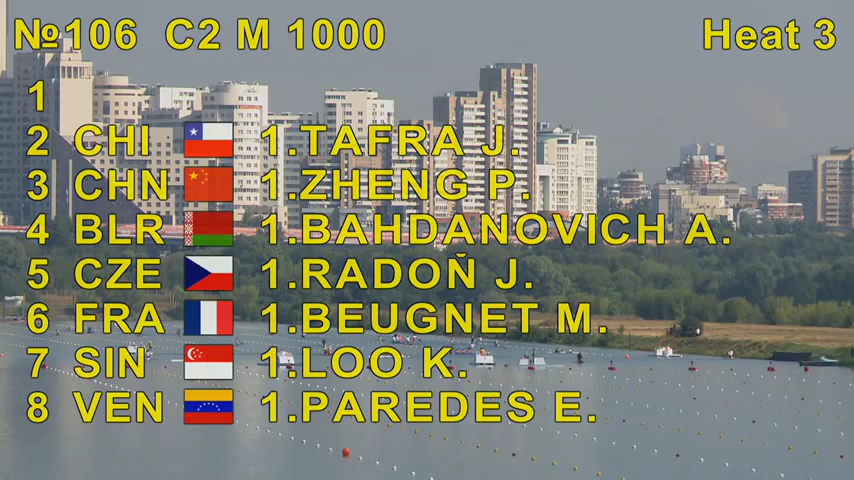 №106 C2 M 1000 Heat 3
1
2 CHI 1.TAFRA J.
3 CHN 1.ZHENG P.
4 BLR 1.BAHDANOVICH A.
5 CZE 1.RADOŇ J.
6 FRA 1.BEUGNET M.
7 SIN 1.LOO K.
8 VEN 1.PAREDES E.